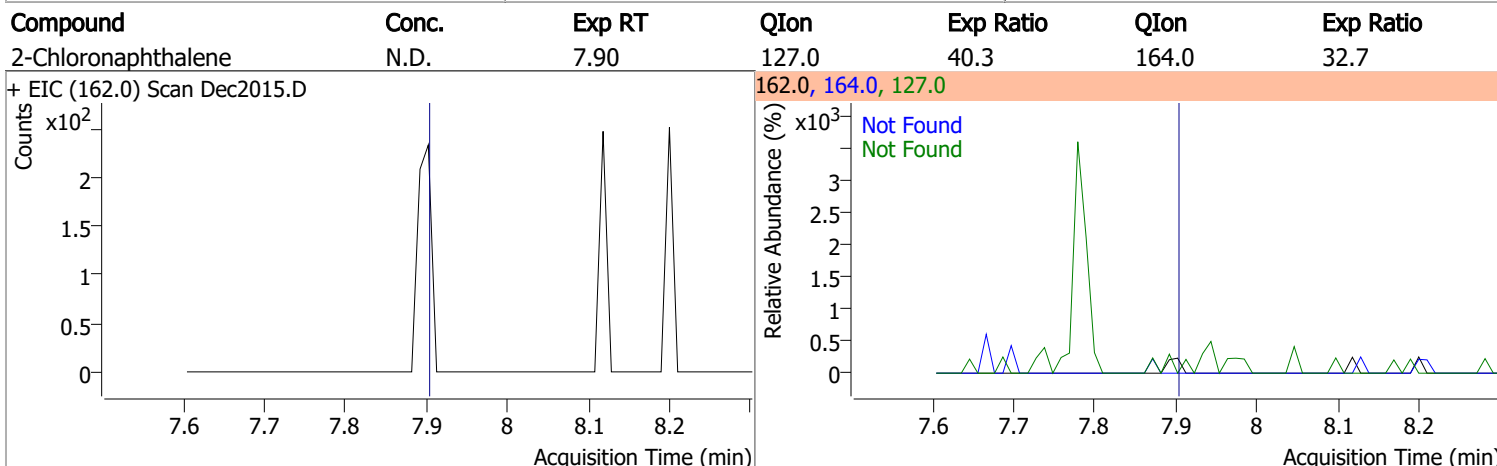 Compound Conc. Exp RT QIon Exp Ratio QIon Exp Ratio
2-Chloronaphthalene N.D. 7.90 127.0 40.3 164.0 32.7
+ EIC (162.0) Scan Dec2015.D
Counts
x10²
2
1.5
1
0.5
0
7.6 7.7 7.8 7.9 8 8.1 8.2
Acquisition Time (min)
162.0, 164.0, 127.0
Relative Abundance (%)
x10³
Not Found
Not Found
3
2.5
2
1.5
1
0.5
0
7.6 7.7 7.8 7.9 8 8.1 8.2
Acquisition Time (min)